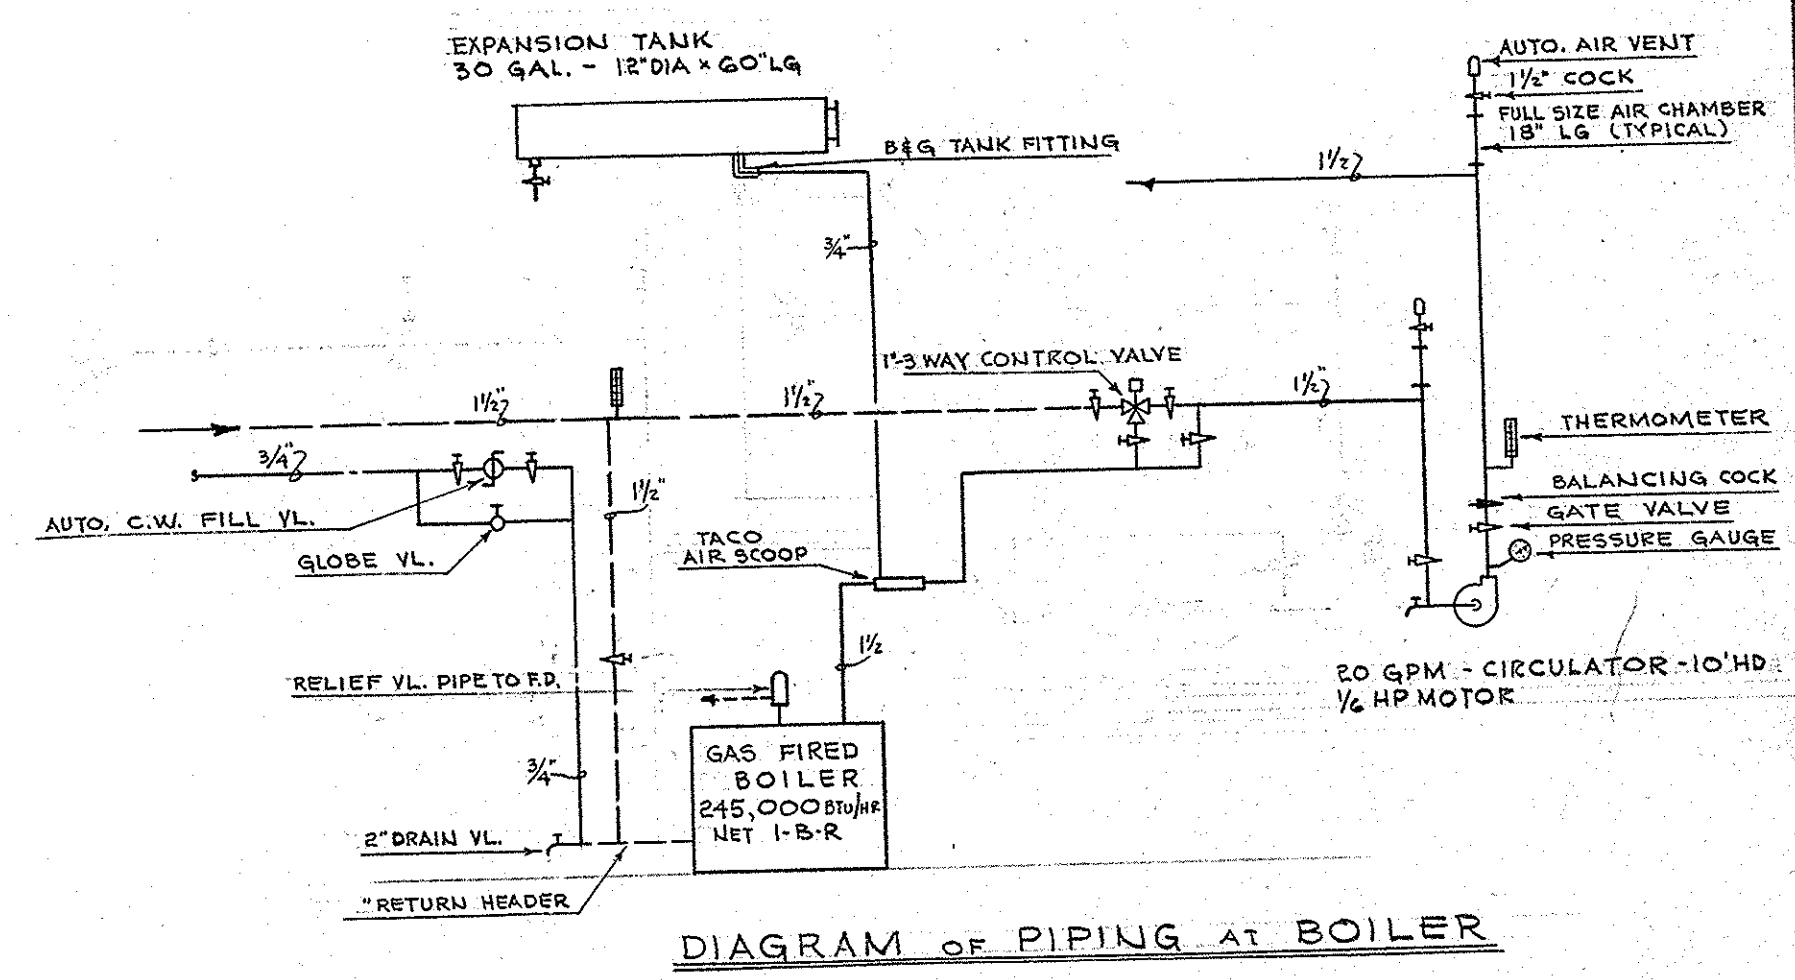 EXPANSION TANK
30 GAL. - 12"DIA x 60"LG
AUTO. AIR VENT
1½" COCK
FULL SIZE AIR CHAMBER
18" LG (TYPICAL)
B&G TANK FITTING
1½
¾"
1"-3 WAY CONTROL VALVE
1½"
1½"
1½"
THERMOMETER
¾"
BALANCING COCK
1½"
GATE VALVE
AUTO. C.W. FILL VL.
PRESSURE GAUGE
GLOBE VL.
TACO
AIR SCOOP
1½
RELIEF VL. PIPE TO F.D.
20 GPM - CIRCULATOR - 10'HD
1/6 HP MOTOR
GAS FIRED
BOILER
245,000 BTU/HR
NET I-B-R
¾"
2" DRAIN VL.
"RETURN HEADER
DIAGRAM OF PIPING AT BOILER